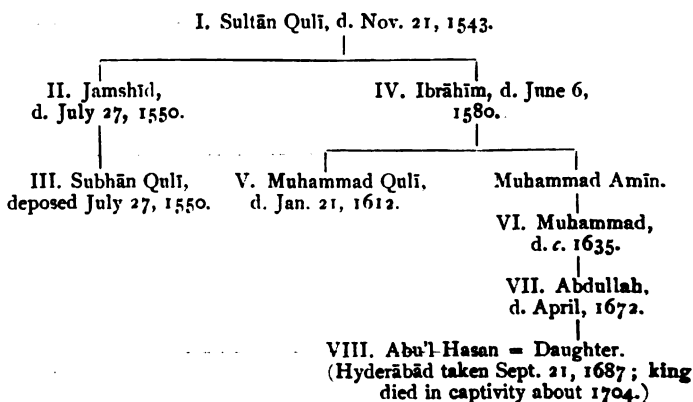 I. Sultān Qulī, d. Nov. 21, 1543.
II. Jamshīd,
d. July 27, 1550.
IV. Ibrāhīm, d. June 6,
1580.
III. Subhān Qulī,
deposed July 27, 1550.
V. Muhammad Qulī,
d. Jan. 21, 1612.
Muhammad Amīn.
VI. Muhammad,
d. c. 1635.
VII. Abdullah,
d. April, 1672.
VIII. Abu'l-Hasan = Daughter.
(Hyderābād taken Sept. 21, 1687 ; king
died in captivity about 1704.)